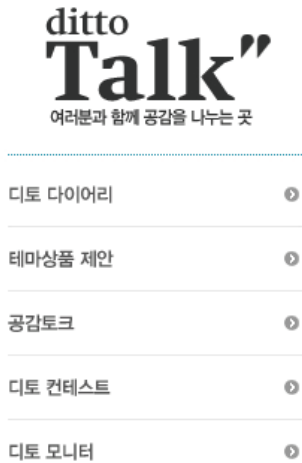 ditto
Talk”
여러분과 함께 공감을 나누는 곳
디토 다이어리
테마상품 제안
공감토크
디토 컨테스트
디토 모니터